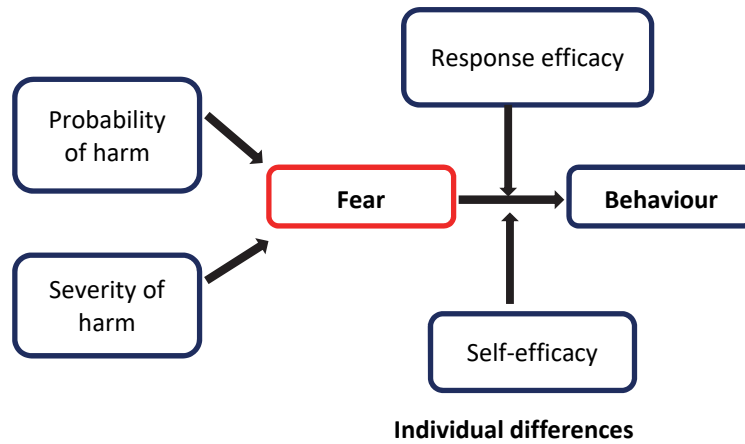 Response efficacy
Probability
of harm
Fear
Behaviour
Severity of
harm
Self-efficacy
Individual differences